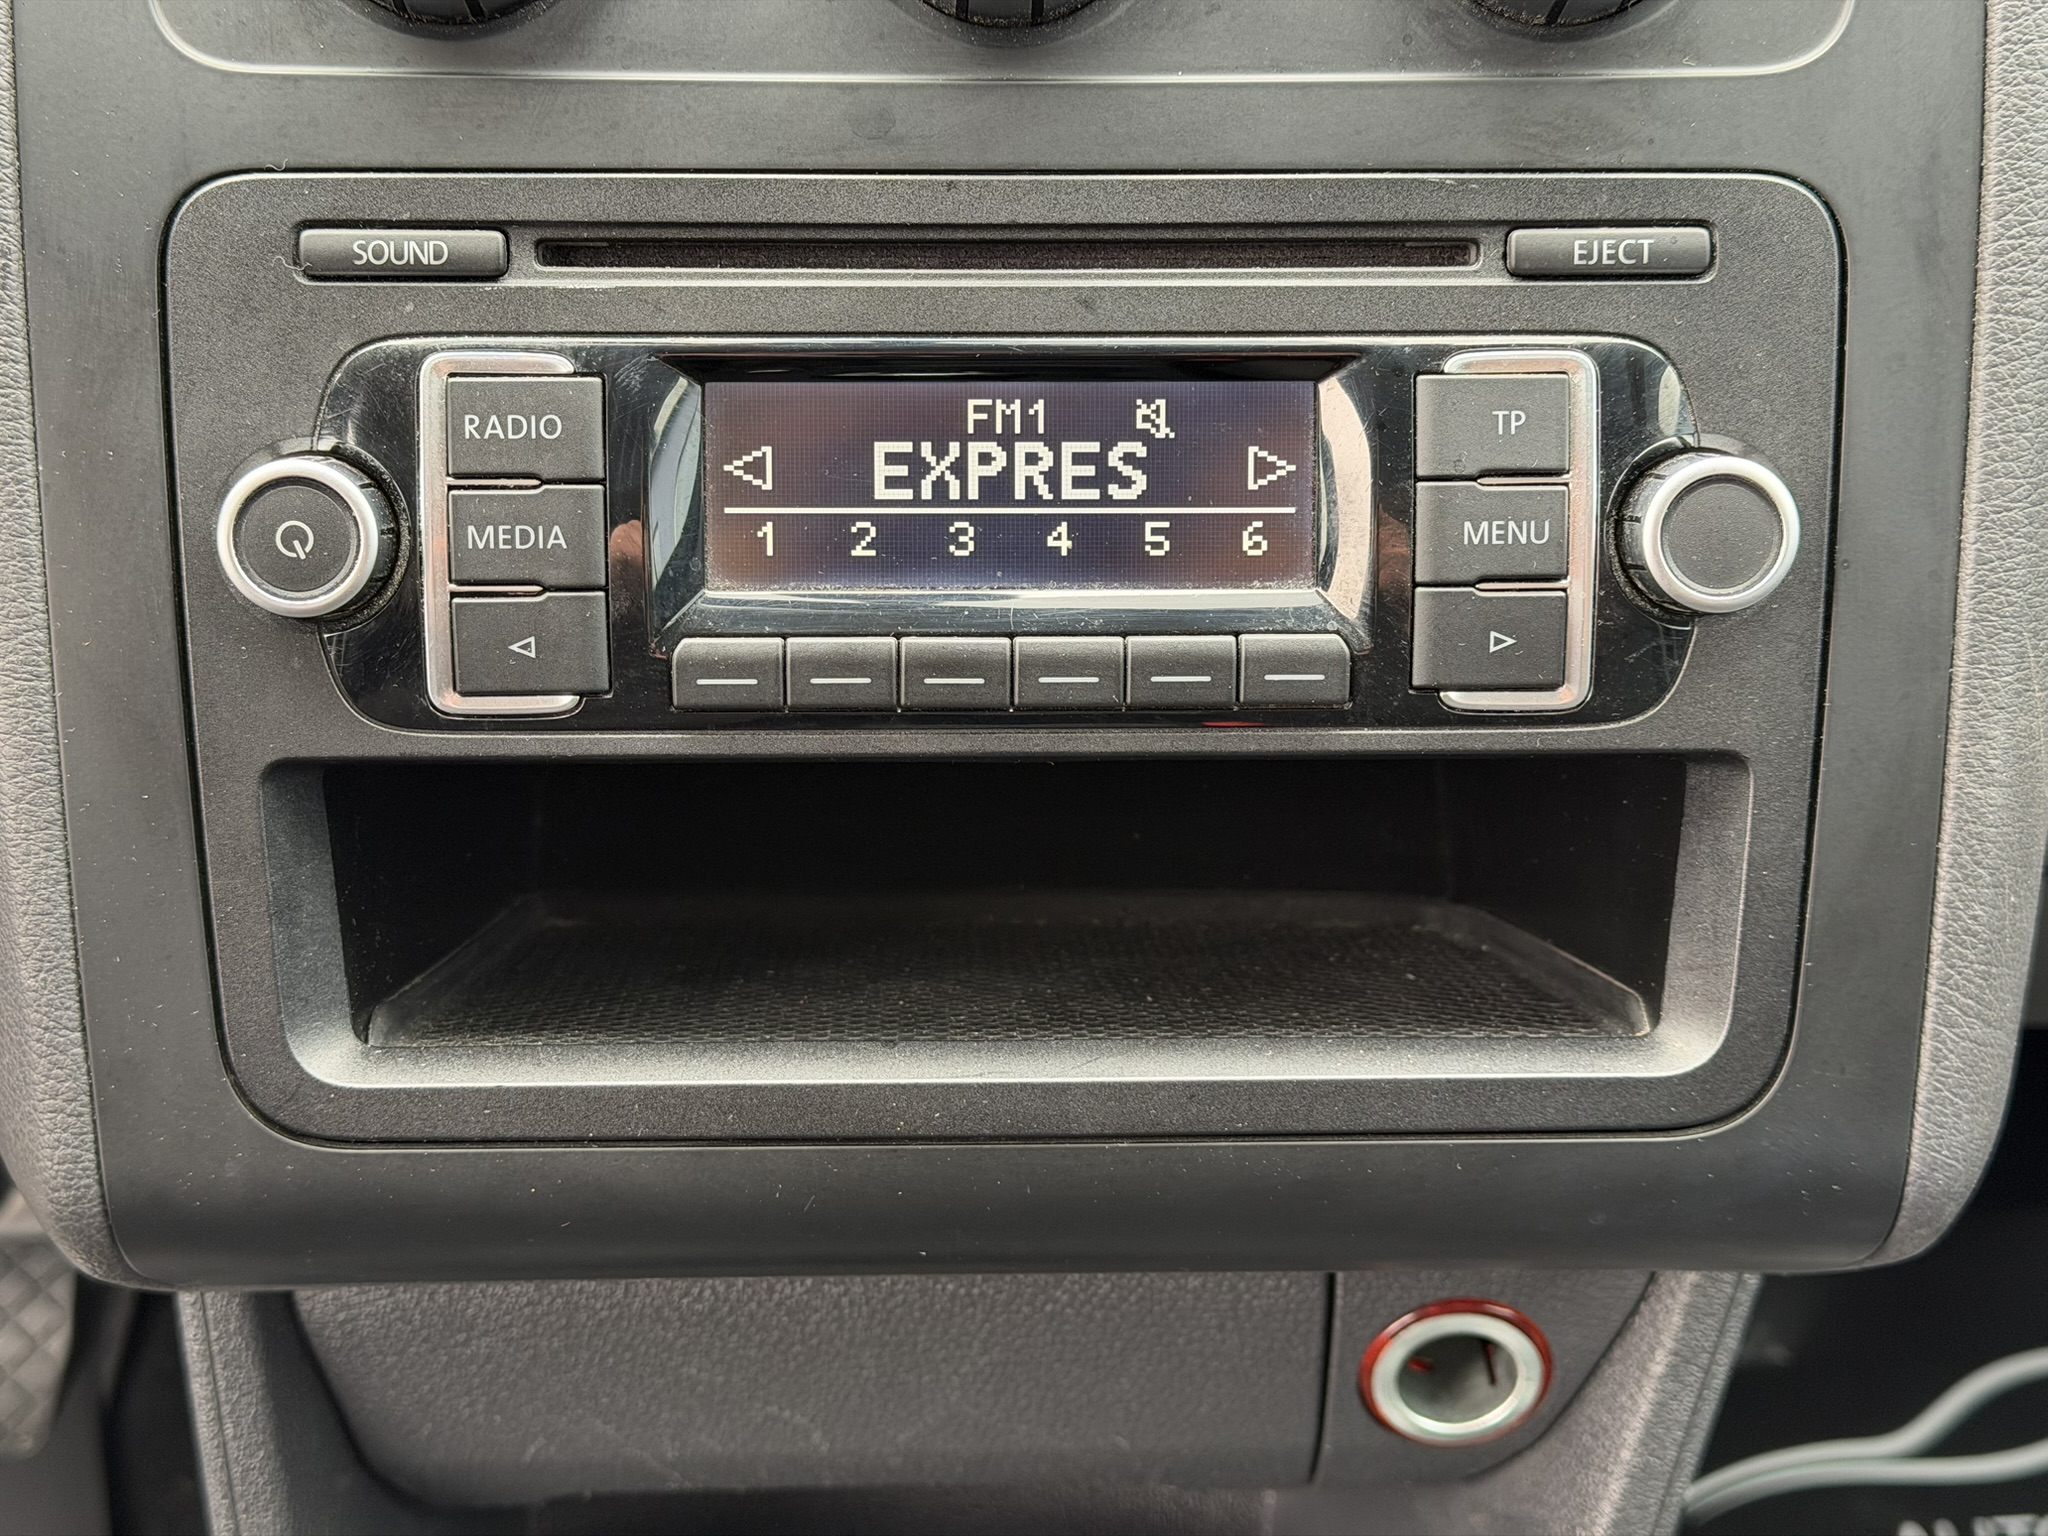 SOUND
EJECT
RADIO
FM1
TP
EXPRES
MEDIA
MENU
1 2 3 4 5 6